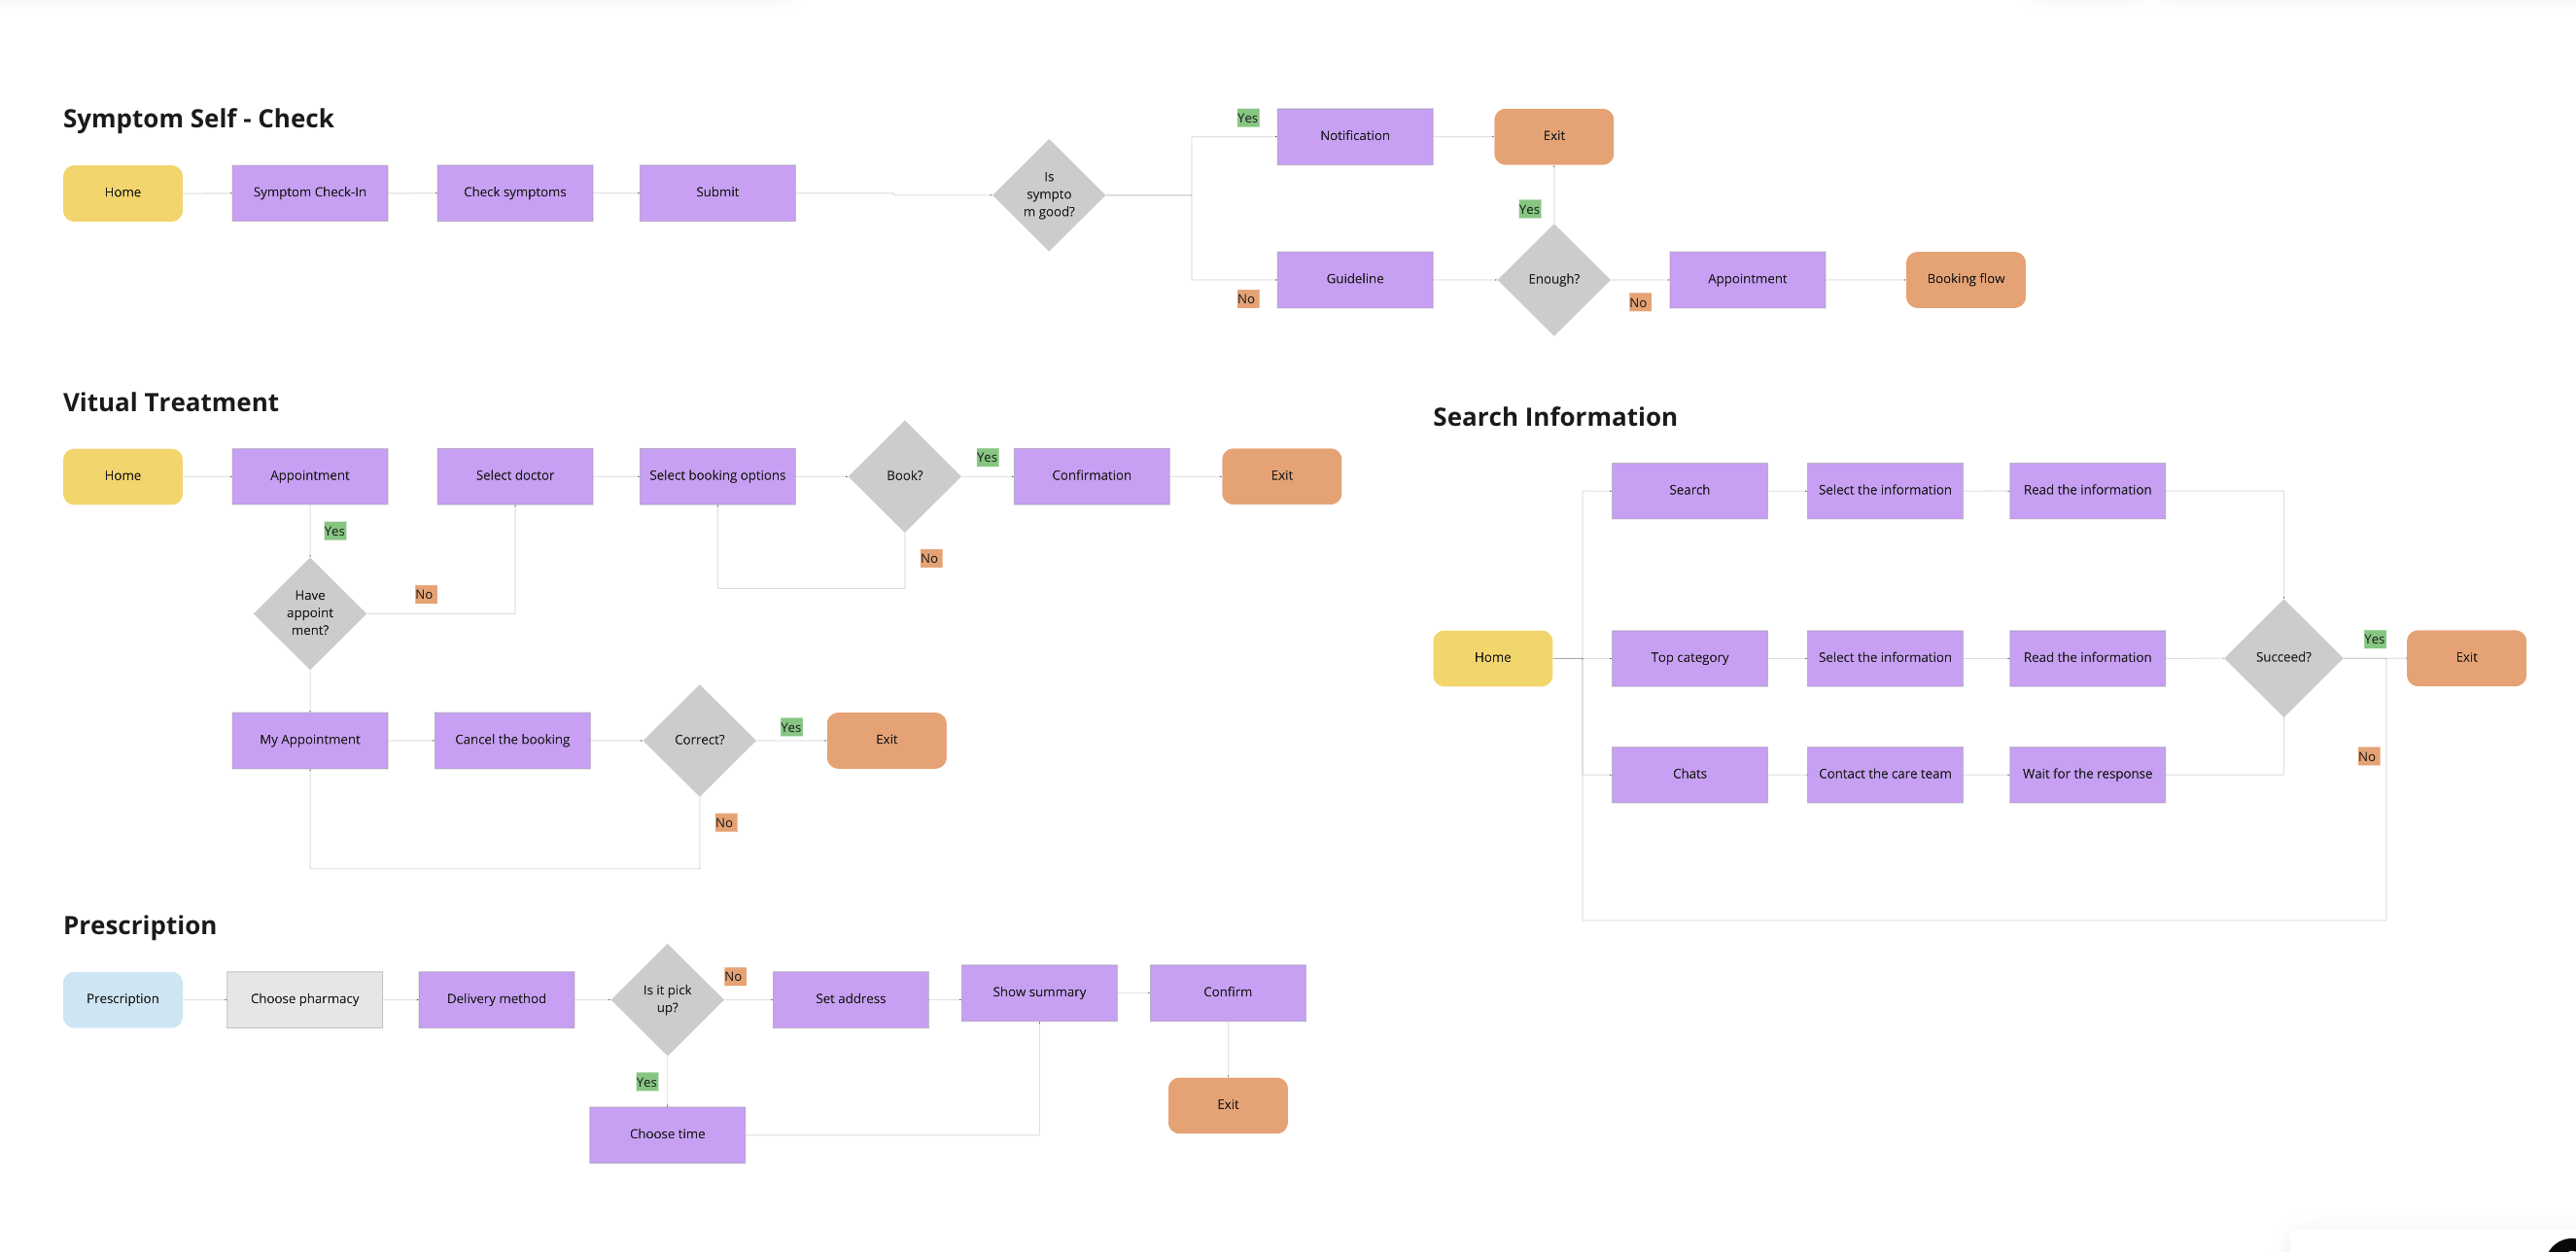 Symptom Self - Check
Home
Symptom Check-In
Check symptoms
Submit
Is
sympto
m good?
Yes
Notification
Exit
No
Guideline
Enough?
Yes
No
Appointment
Booking flow
Vitual Treatment
Home
Appointment
Yes
Have
appoint
ment?
No
Select doctor
Select booking options
Book?
Yes
Confirmation
Exit
No
My Appointment
Cancel the booking
Correct?
Yes
Exit
No
Search Information
Home
Search
Select the information
Read the information
Top category
Select the information
Read the information
Chats
Contact the care team
Wait for the response
Succeed?
Yes
Exit
No
Prescription
Prescription
Choose pharmacy
Delivery method
Is it pick
up?
No
Set address
Show summary
Confirm
Exit
Yes
Choose time